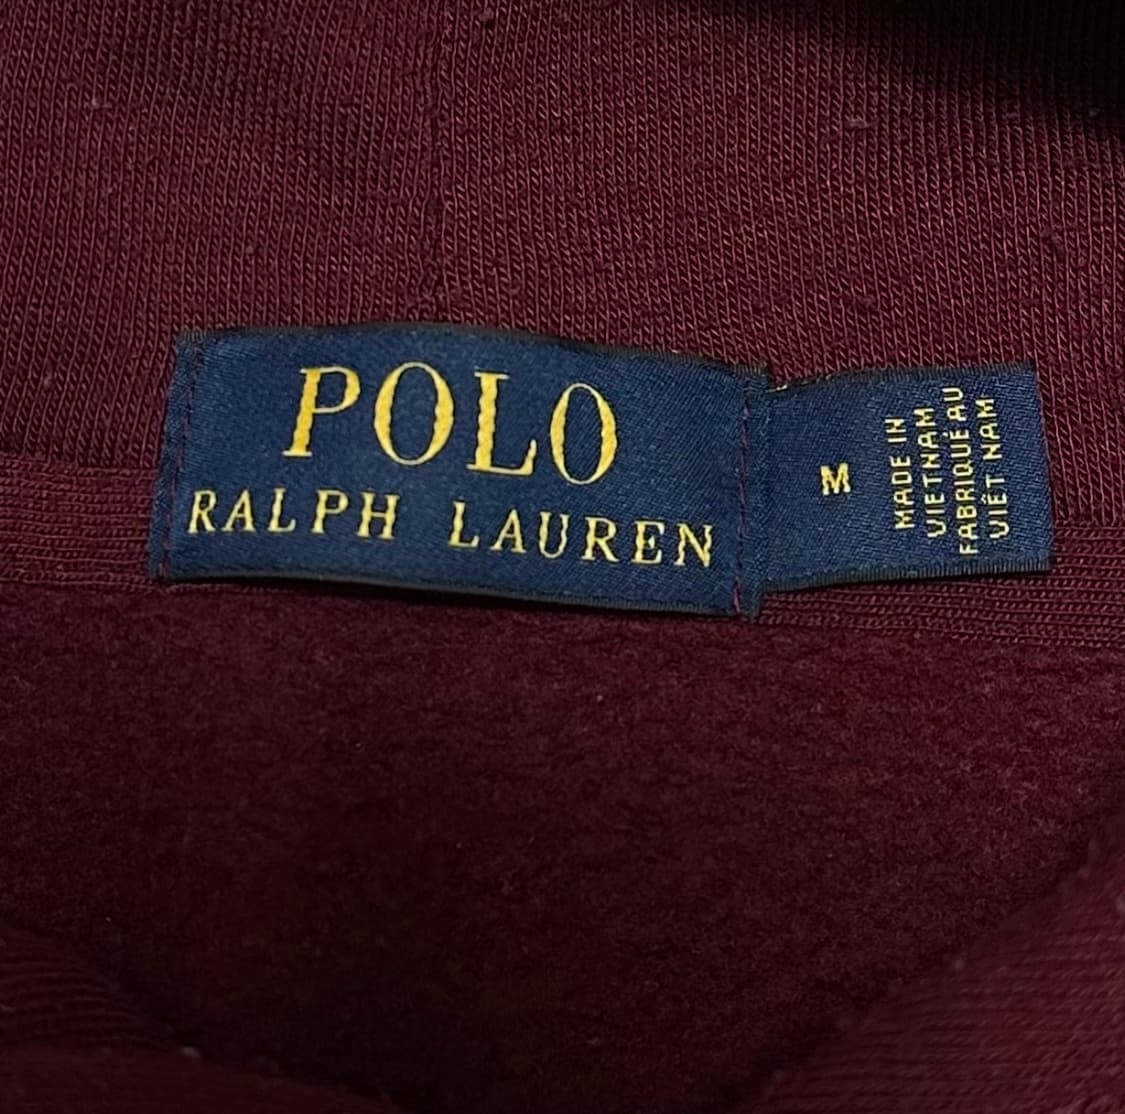 POLO
RALPH LAUREN
M
MADE IN
VIETNAM
FABRIQUÉ AU
VIÊT NAM